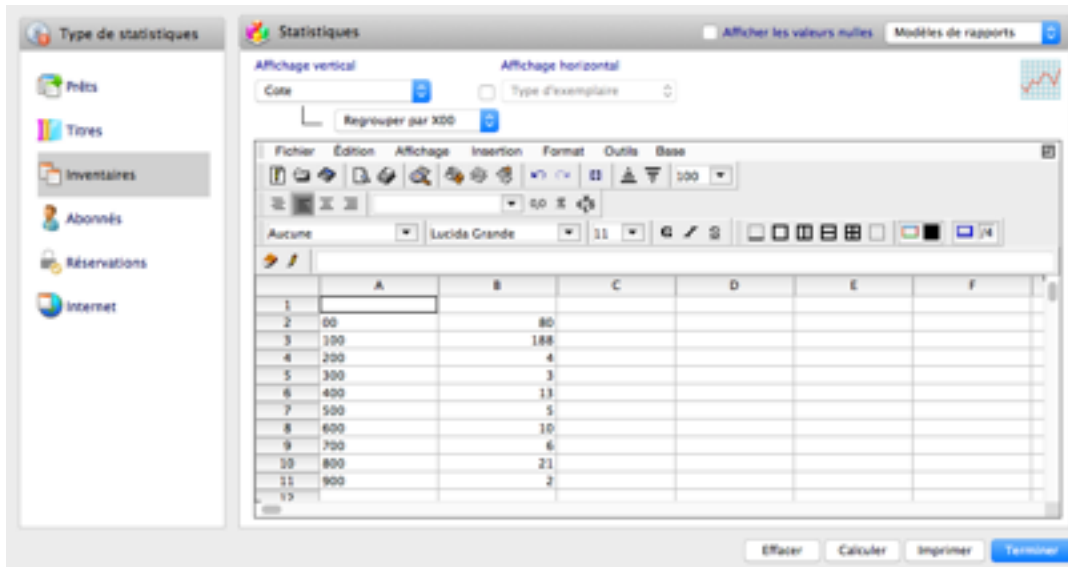 Type de statistiques
Prêts
Titres
Inventaires
Abonnés
Réservations
Internet
Statistiques
Afficher les valeurs nulles
Modèles de rapports
Affichage vertical
Affichage horizontal
Cote
Type d'exemplaire
Regrouper par X00
Fichier Édition Affichage Insertion Format Outils Base
100
0,0 %
Aucune Lucida Grande 11 G I S
A B C D E F
1
2 00 80
3 100 188
4 200 4
5 300 3
6 400 13
7 500 5
8 600 10
9 700 6
10 800 21
11 900 2
12
Effacer Calculer Imprimer Terminer